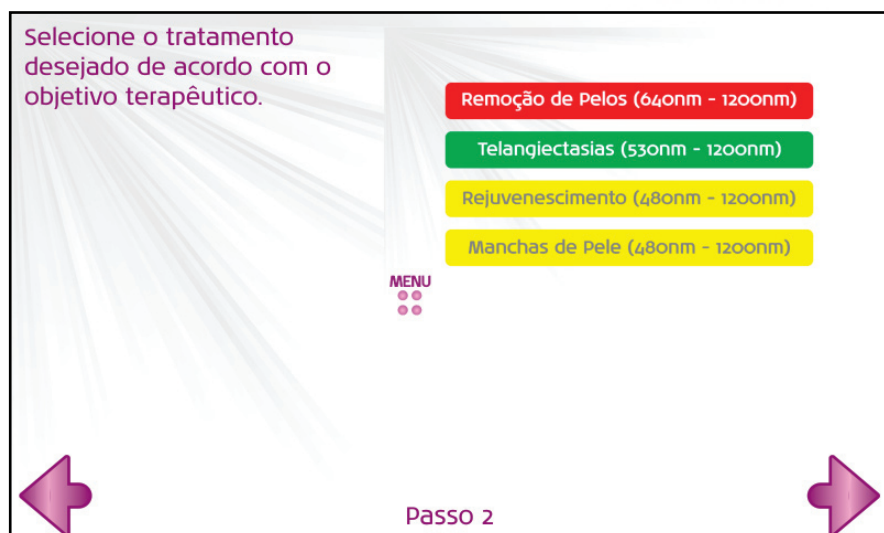 Selecione o tratamento
desejado de acordo com o
objetivo terapêutico.
Remoção de Pelos (640nm - 1200nm)
Telangiectasias (530nm - 1200nm)
Rejuvenescimento (480nm - 1200nm)
Manchas de Pele (480nm - 1200nm)
MENU
Passo 2